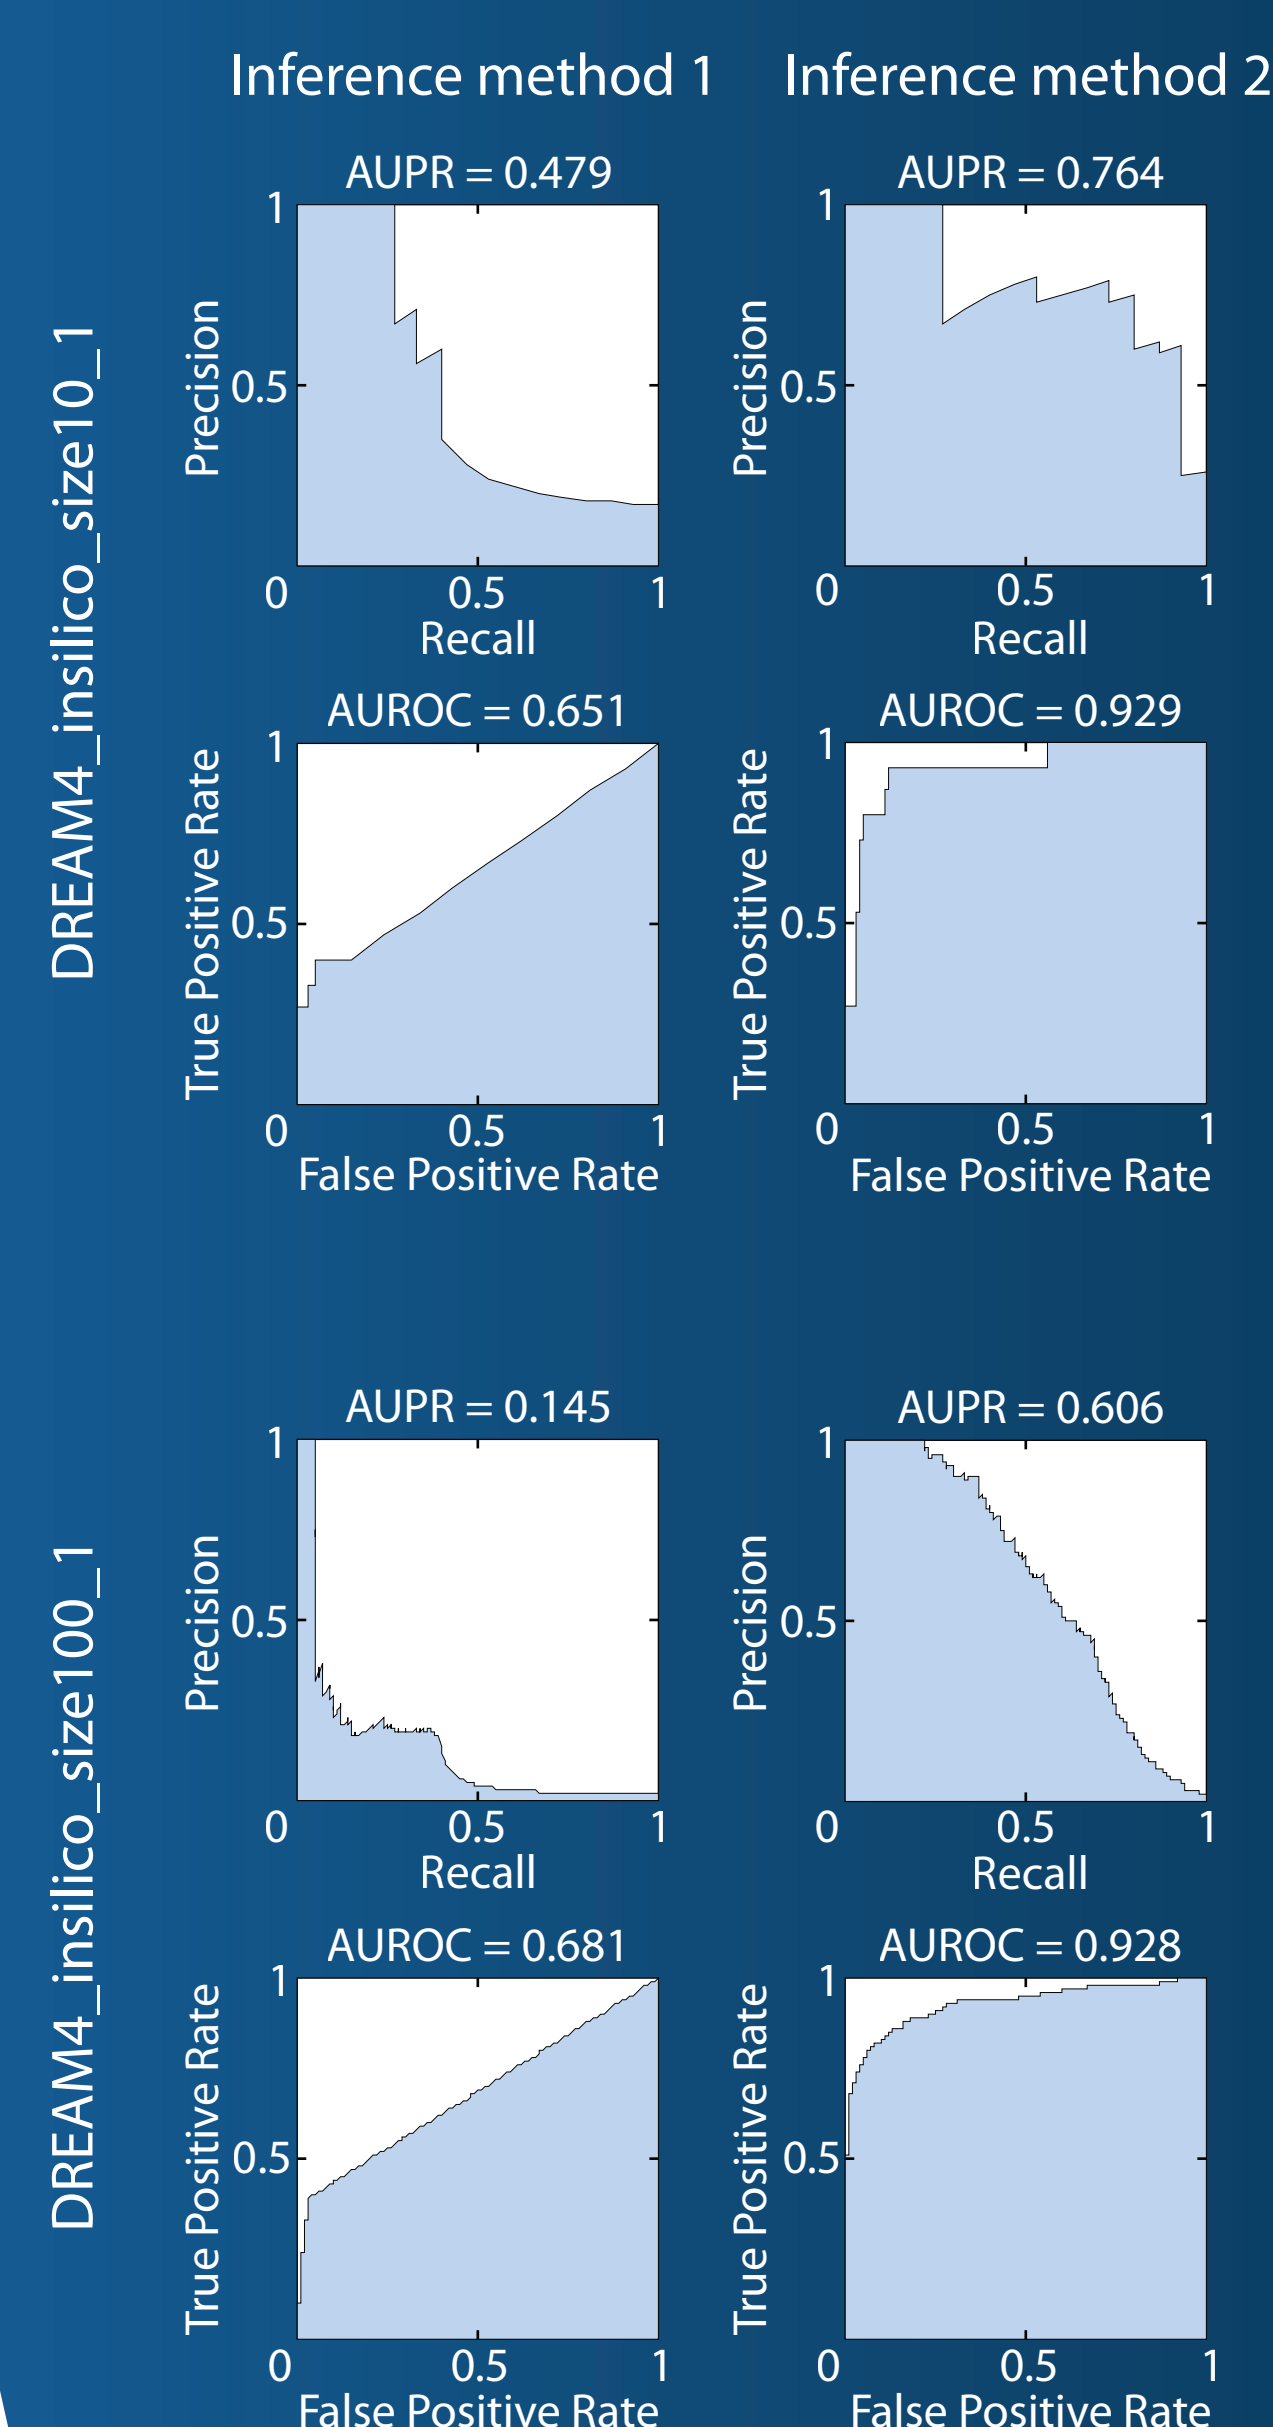 Inference method 1
Inference method 2
DREAM4_insilico_size10_1
AUPR = 0.479
1
0.5
Precision
0
0.5
1
Recall
AUPR = 0.764
1
0.5
Precision
0
0.5
1
Recall
AUROC = 0.651
1
0.5
True Positive Rate
0
0.5
1
False Positive Rate
AUROC = 0.929
1
0.5
True Positive Rate
0
0.5
1
False Positive Rate
DREAM4_insilico_size100_1
AUPR = 0.145
1
0.5
Precision
0
0.5
1
Recall
AUPR = 0.606
1
0.5
Precision
0
0.5
1
Recall
AUROC = 0.681
1
0.5
True Positive Rate
0
0.5
1
False Positive Rate
AUROC = 0.928
1
0.5
True Positive Rate
0
0.5
1
False Positive Rate